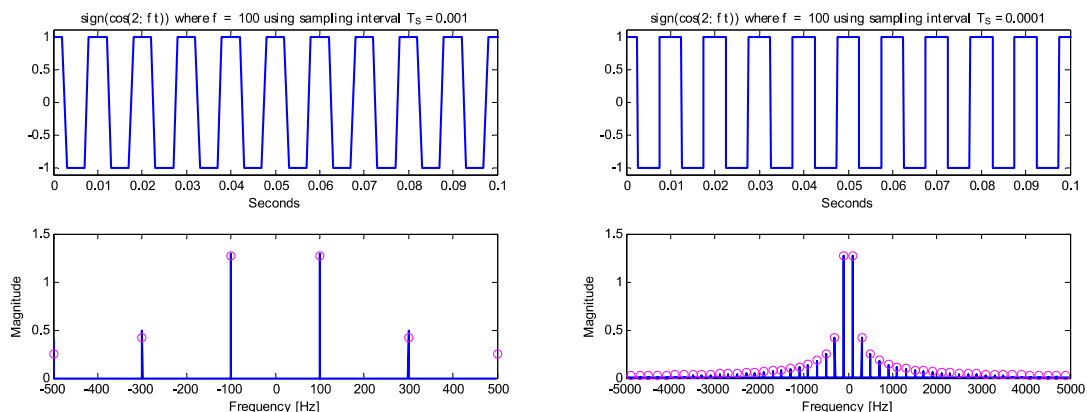 sign(cos(2; f t)) where f = 100 using sampling interval T_S = 0.001
1
0.5
0
-0.5
-1
0 0.01 0.02 0.03 0.04 0.05 0.06 0.07 0.08 0.09 0.1
Seconds
1.5
1
0.5
0
Magnitude
-500 -400 -300 -200 -100 0 100 200 300 400 500
Frequency [Hz]
sign(cos(2; f t)) where f = 100 using sampling interval T_S = 0.0001
1
0.5
0
-0.5
-1
0 0.01 0.02 0.03 0.04 0.05 0.06 0.07 0.08 0.09 0.1
Seconds
1.5
1
0.5
0
Magnitude
-5000 -4000 -3000 -2000 -1000 0 1000 2000 3000 4000 5000
Frequency [Hz]